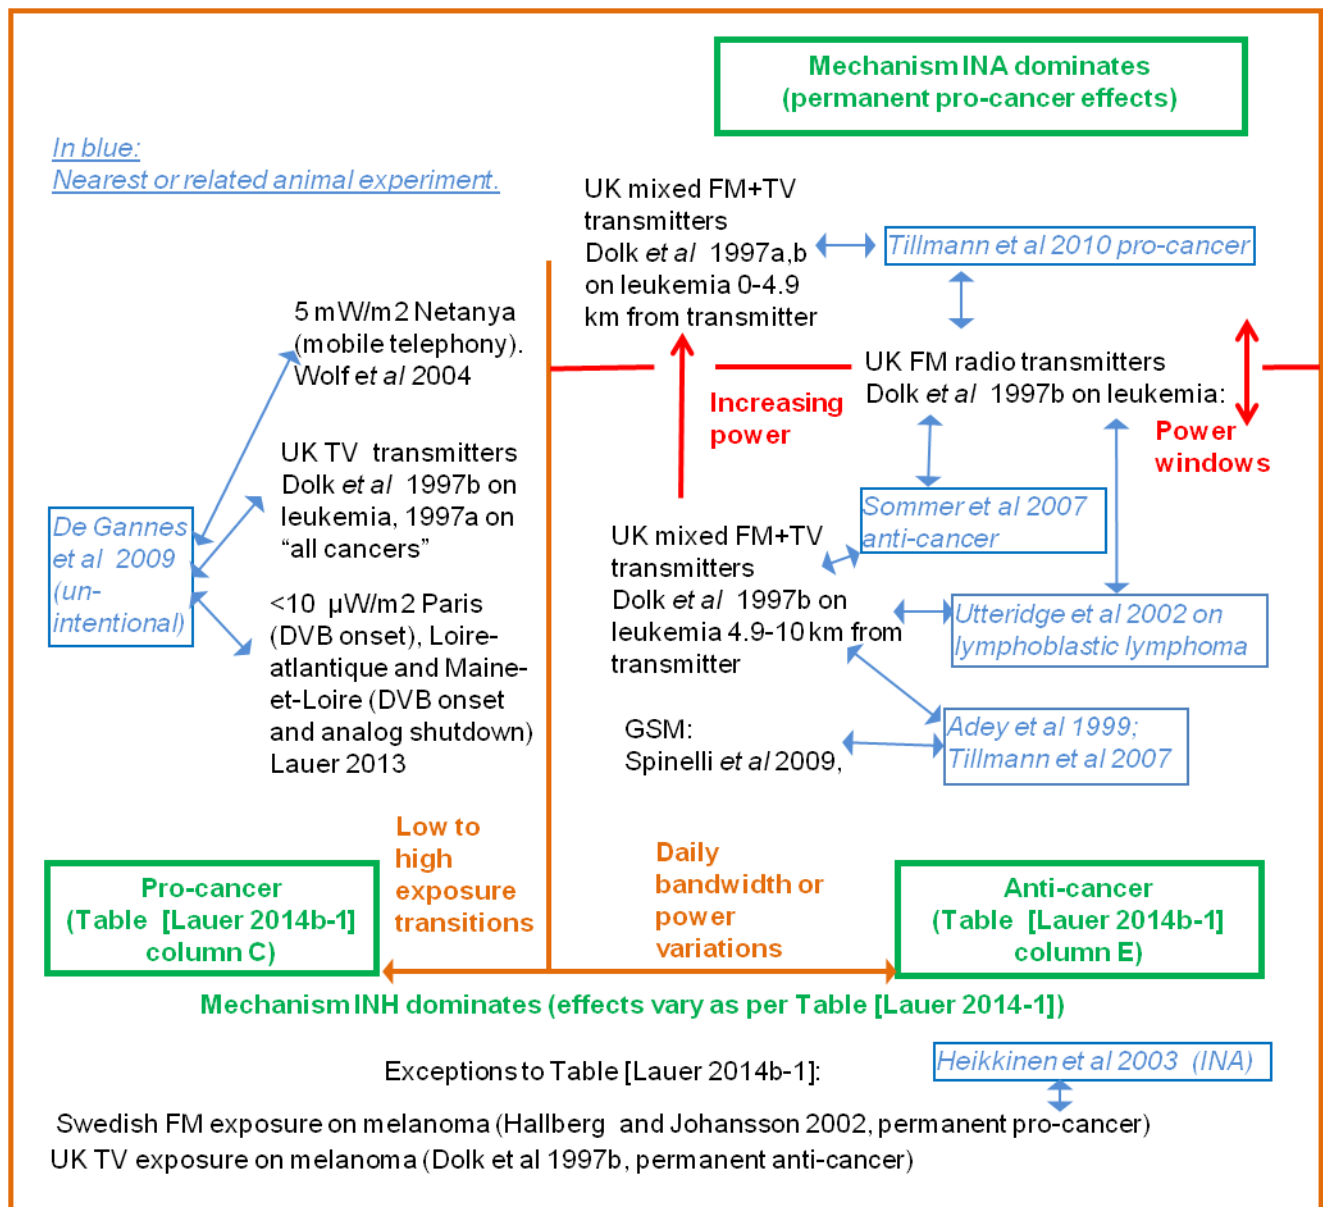 Mechanism INA dominates
(permanent pro-cancer effects)
In blue:
Nearest or related animal experiment.
UK mixed FM+TV
transmitters
Dolk et al 1997a,b
on leukemia 0-4.9
km from transmitter
Tillmann et al 2010 pro-cancer
5 mW/m2 Netanya
(mobile telephony).
Wolf et al 2004
UK FM radio transmitters
Dolk et al 1997b on leukemia:
Increasing
power
Power
windows
UK TV transmitters
Dolk et al 1997b on
leukemia, 1997a on
“all cancers”
De Gannes
et al 2009
(un-
intentional)
Sommer et al 2007
anti-cancer
UK mixed FM+TV
transmitters
Dolk et al 1997b on
leukemia 4.9-10 km from
transmitter
<10 µW/m2 Paris
(DVB onset), Loire-
atlantique and Maine-
et-Loire (DVB onset
and analog shutdown)
Lauer 2013
Utteridge et al 2002 on
lymphoblastic lymphoma
GSM:
Spinelli et al 2009,
Adey et al 1999;
Tillmann et al 2007
Low to
high
exposure
transitions
Daily
bandwidth or
power
variations
Pro-cancer
(Table [Lauer 2014b-1]
column C)
Anti-cancer
(Table [Lauer 2014b-1]
column E)
Mechanism INH dominates (effects vary as per Table [Lauer 2014-1])
Exceptions to Table [Lauer 2014b-1]:
Heikkinen et al 2003 (INA)
Swedish FM exposure on melanoma (Hallberg and Johansson 2002, permanent pro-cancer)
UK TV exposure on melanoma (Dolk et al 1997b, permanent anti-cancer)